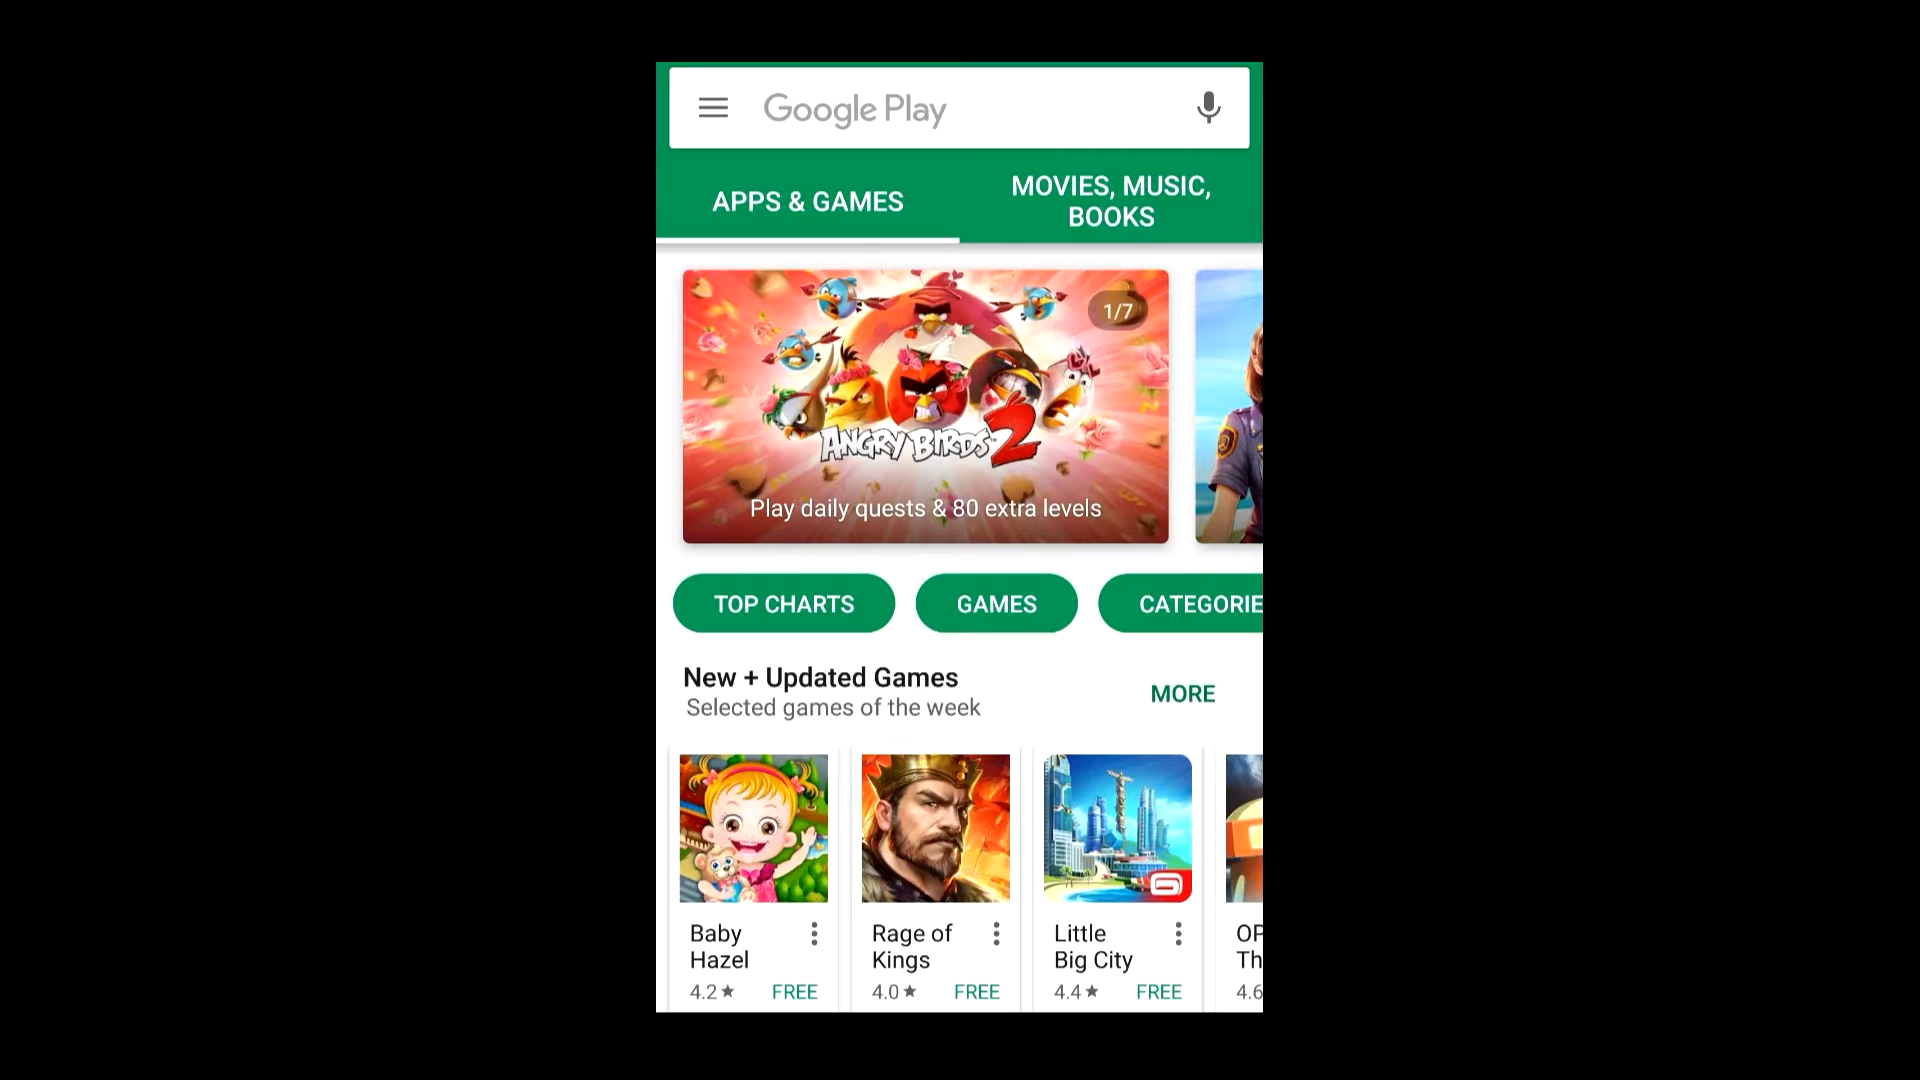 Google Play
APPS & GAMES
MOVIES, MUSIC,
BOOKS
1/7
ANGRY BIRDS 2
Play daily quests & 80 extra levels
TOP CHARTS
GAMES
CATEGORIE
New + Updated Games
Selected games of the week
MORE
Baby
Hazel
4.2★ FREE
Rage of
Kings
4.0★ FREE
Little
Big City
4.4★ FREE
OP
Th
4.6